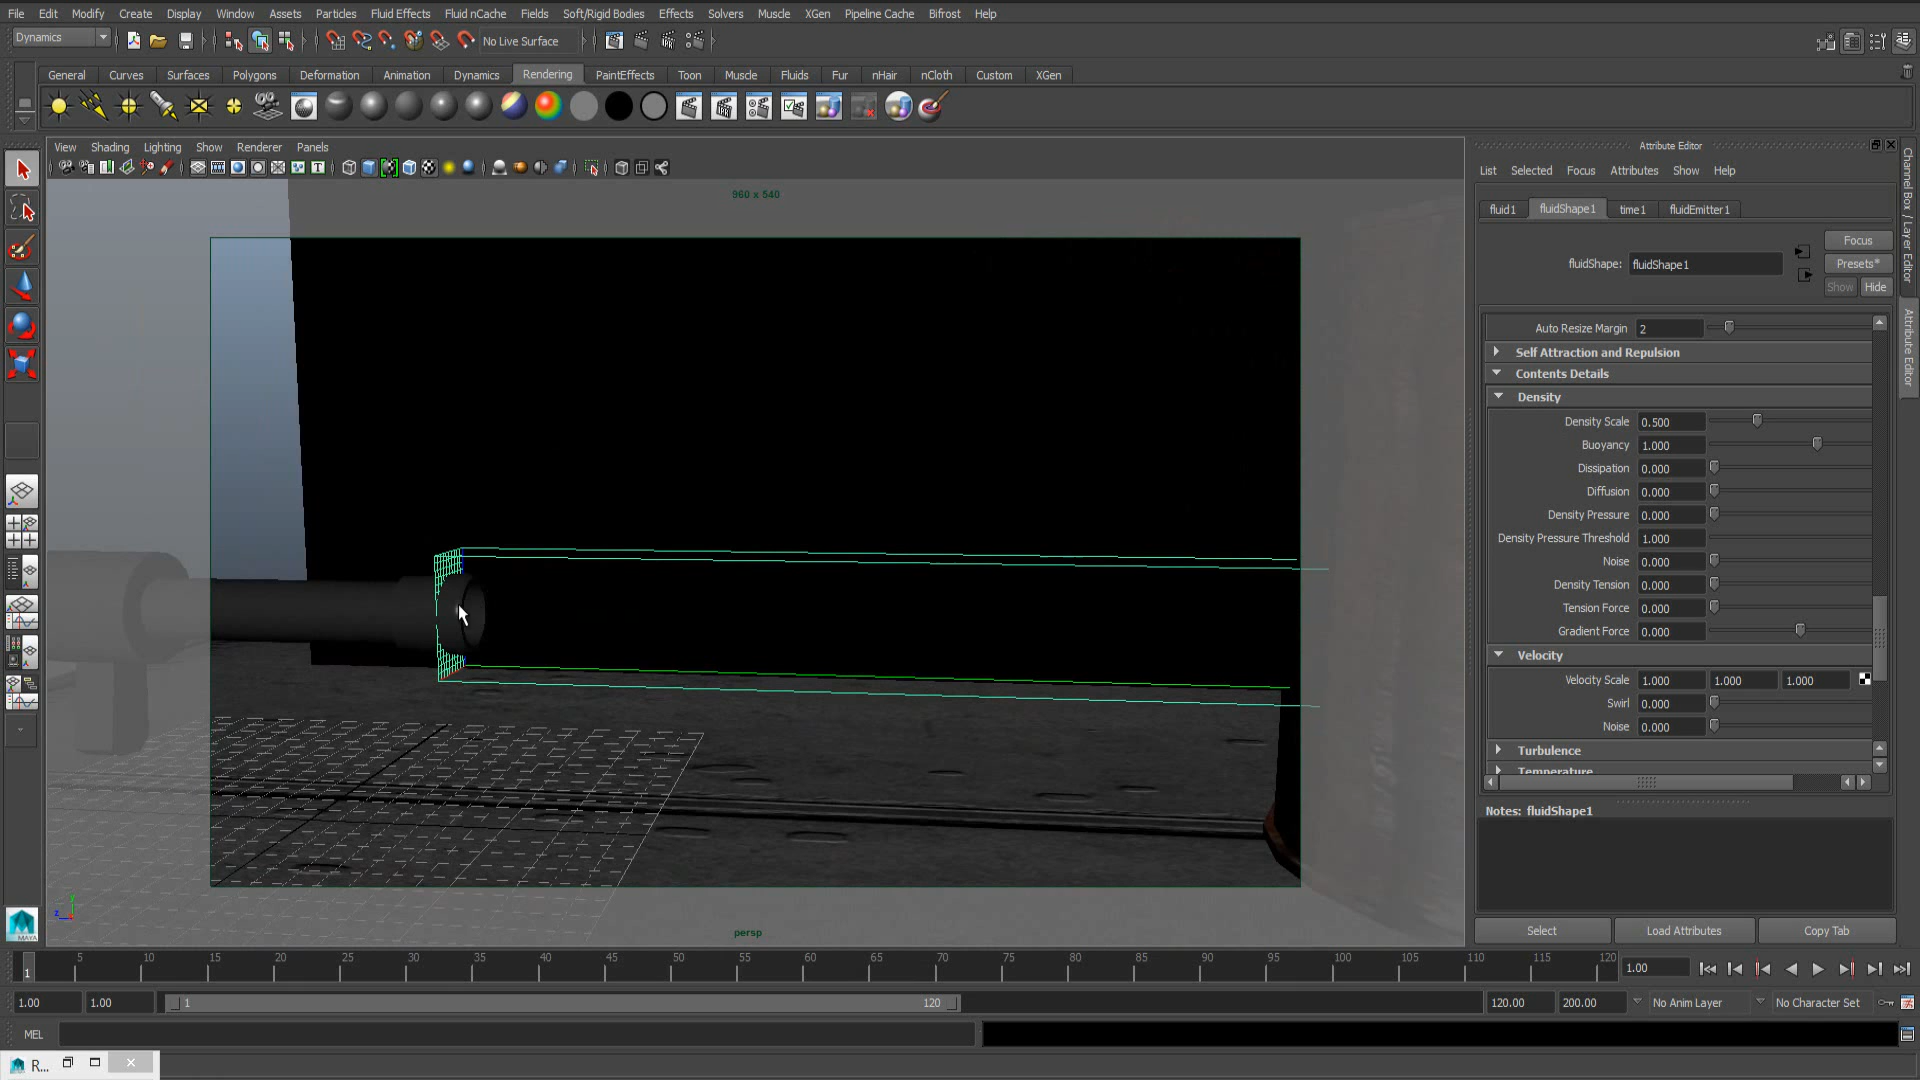 File Edit Modify Create Display Window Assets Particles Fluid Effects Fluid nCache Fields Soft/Rigid Bodies Effects Solvers Muscle XGen Pipeline Cache Bifrost Help
Dynamics No Live Surface
General Curves Surfaces Polygons Deformation Animation Dynamics Rendering PaintEffects Toon Muscle Fluids Fur nHair nCloth Custom XGen
View Shading Lighting Show Renderer Panels
Attribute Editor
List Selected Focus Attributes Show Help
960 x 540
fluid1 fluidShape1 time1 fluidEmitter1
Focus
fluidShape: fluidShape1
Presets*
Show Hide
Channel Box / Layer Editor
Attribute Editor
Auto Resize Margin 2
Self Attraction and Repulsion
Contents Details
Density
Density Scale 0.500
Buoyancy 1.000
Dissipation 0.000
Diffusion 0.000
Density Pressure 0.000
Density Pressure Threshold 1.000
Noise 0.000
Density Tension 0.000
Tension Force 0.000
Gradient Force 0.000
Velocity
Velocity Scale 1.000 1.000 1.000
Swirl 0.000
Noise 0.000
Turbulence
Temperature
Notes: fluidShape1
Select Load Attributes Copy Tab
persp
y
z
MAYA
1 5 10 15 20 25 30 35 40 45 50 55 60 65 70 75 80 85 90 95 100 105 110 115 120 1.00
1.00 1.00 1 120 120.00 200.00 No Anim Layer No Character Set
MEL
R...